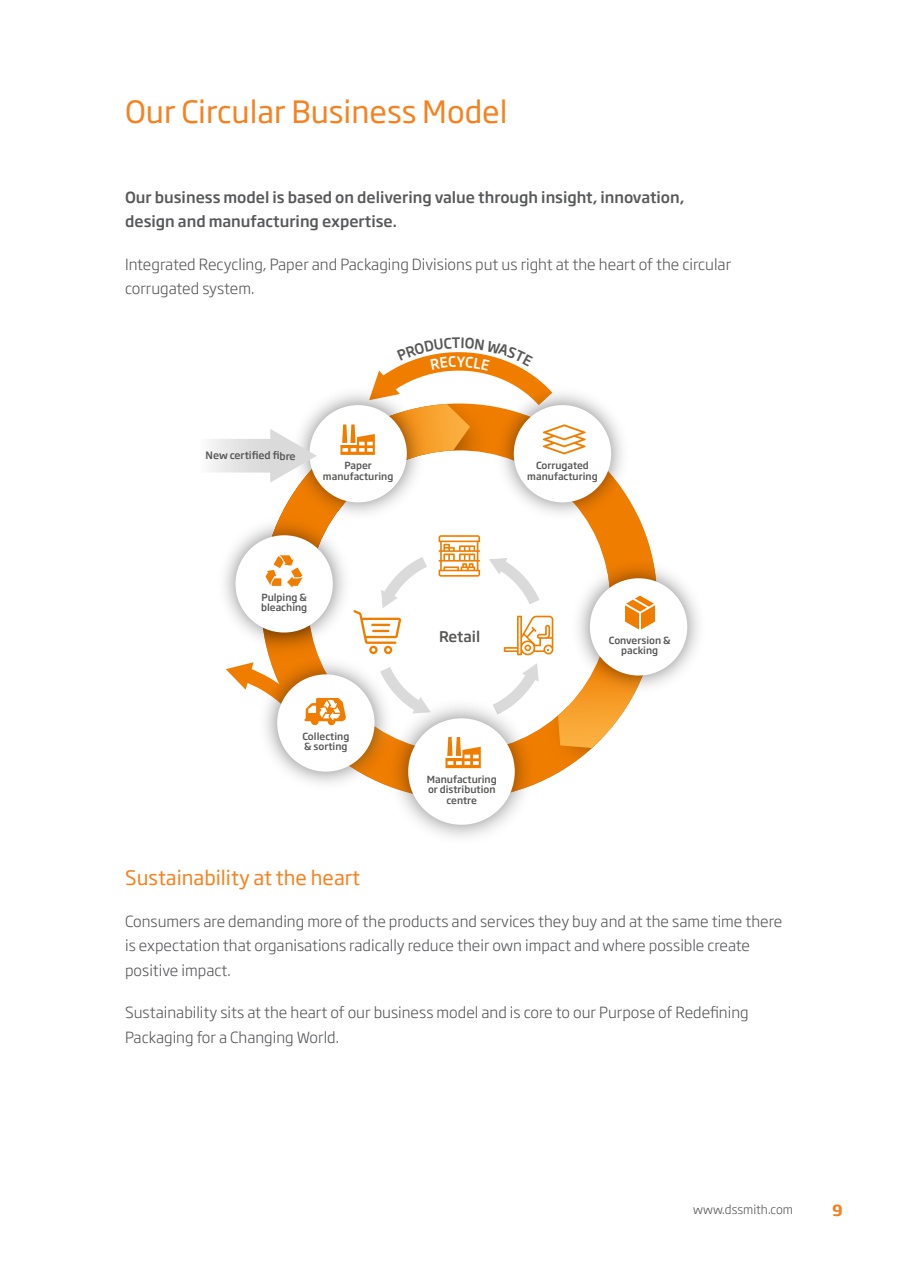 Our Circular Business Model
Our business model is based on delivering value through insight, innovation,
design and manufacturing expertise.
Integrated Recycling, Paper and Packaging Divisions put us right at the heart of the circular
corrugated system.
PRODUCTION WASTE
RECYCLE
New certified fibre
Paper
manufacturing
Corrugated
manufacturing
Pulping &
bleaching
Retail
Conversion &
packing
Collecting
& sorting
Manufacturing
or distribution
centre
Sustainability at the heart
Consumers are demanding more of the products and services they buy and at the same time there
is expectation that organisations radically reduce their own impact and where possible create
positive impact.
Sustainability sits at the heart of our business model and is core to our Purpose of Redefining
Packaging for a Changing World.
www.dssmith.com
9